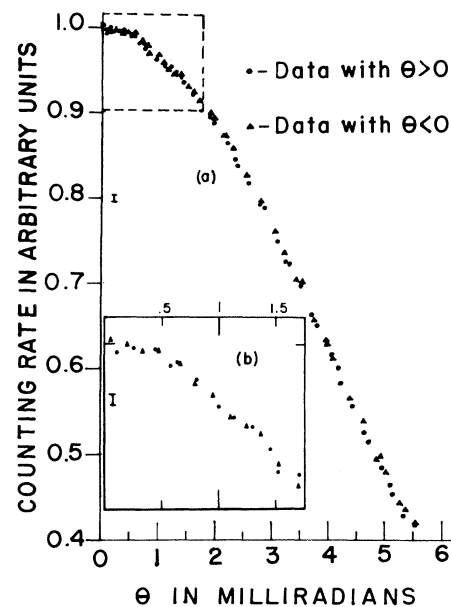 COUNTING RATE IN ARBITRARY UNITS
1.0
0.9
0.8
0.7
0.6
0.5
0.4
•– Data with Θ>0
▲– Data with Θ<0
(a)
.5 1 1.5
(b)
0 1 2 3 4 5 6
Θ IN MILLIRADIANS